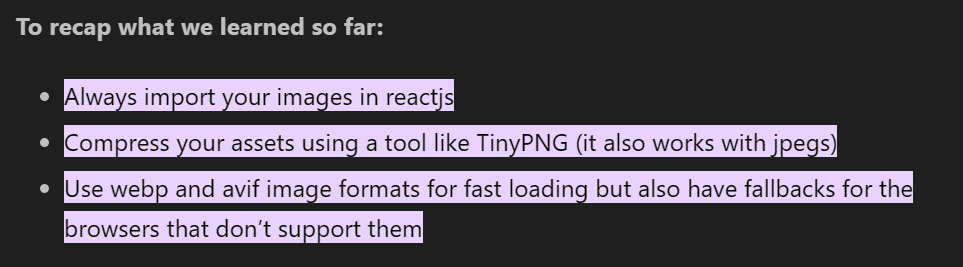 To recap what we learned so far:
• Always import your images in reactjs
• Compress your assets using a tool like TinyPNG (it also works with jpegs)
• Use webp and avif image formats for fast loading but also have fallbacks for the
browsers that don’t support them